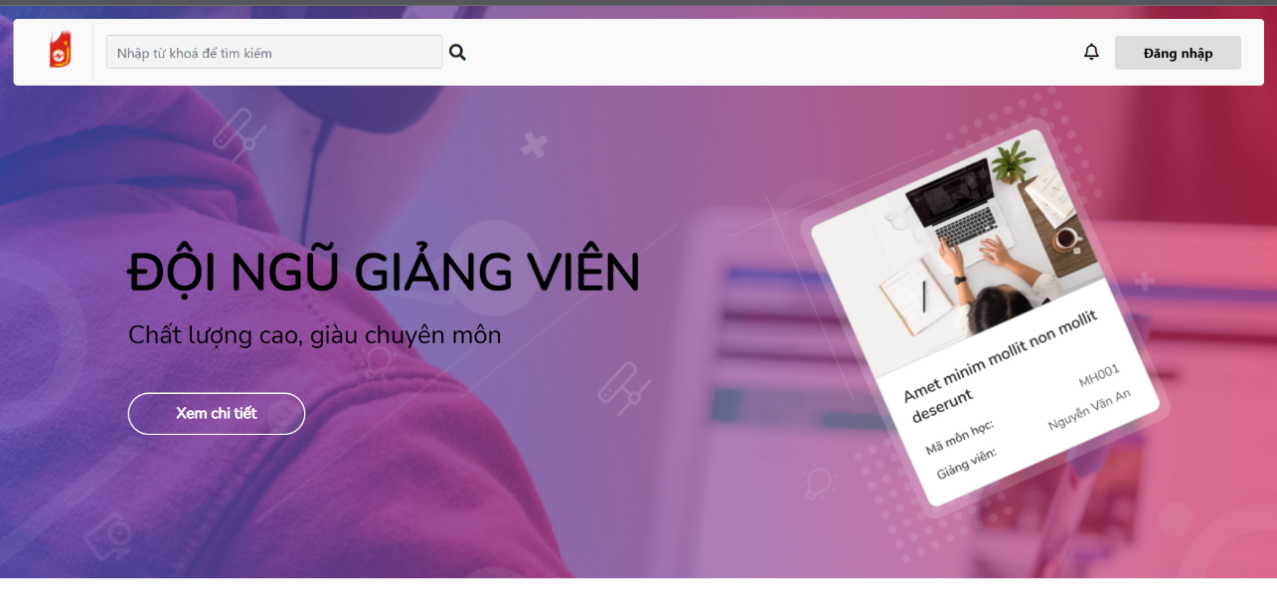 Nhập từ khoá để tìm kiếm
Đăng nhập
ĐỘI NGŨ GIẢNG VIÊN
Chất lượng cao, giàu chuyên môn
Xem chi tiết
Amet minim mollit non mollit
deserunt
Mã môn học: MH001
Giảng viên: Nguyễn Văn An